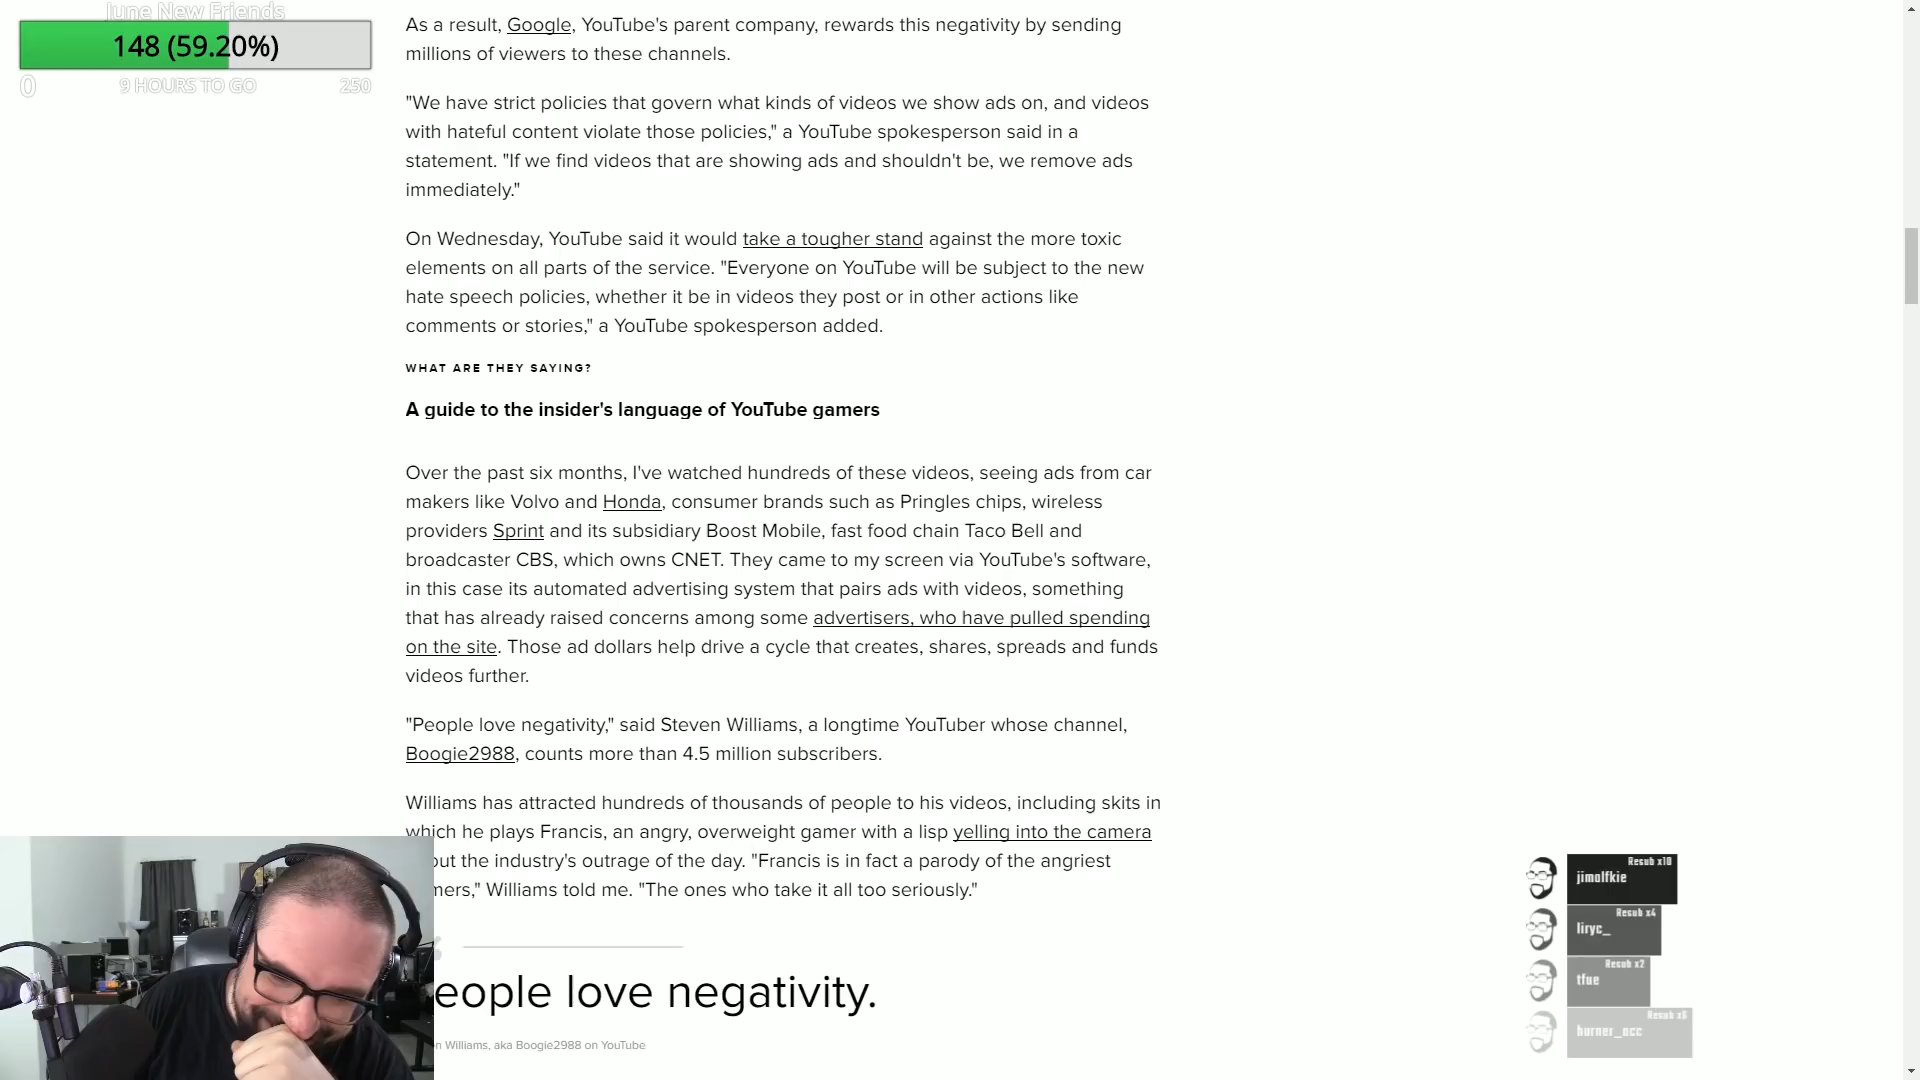 June New Friends
148 (59.20%)
0 9 HOURS TO GO 250
As a result, Google, YouTube's parent company, rewards this negativity by sending
millions of viewers to these channels.
"We have strict policies that govern what kinds of videos we show ads on, and videos
with hateful content violate those policies," a YouTube spokesperson said in a
statement. "If we find videos that are showing ads and shouldn't be, we remove ads
immediately."
On Wednesday, YouTube said it would take a tougher stand against the more toxic
elements on all parts of the service. "Everyone on YouTube will be subject to the new
hate speech policies, whether it be in videos they post or in other actions like
comments or stories," a YouTube spokesperson added.
WHAT ARE THEY SAYING?
A guide to the insider's language of YouTube gamers
Over the past six months, I've watched hundreds of these videos, seeing ads from car
makers like Volvo and Honda, consumer brands such as Pringles chips, wireless
providers Sprint and its subsidiary Boost Mobile, fast food chain Taco Bell and
broadcaster CBS, which owns CNET. They came to my screen via YouTube's software,
in this case its automated advertising system that pairs ads with videos, something
that has already raised concerns among some advertisers, who have pulled spending
on the site. Those ad dollars help drive a cycle that creates, shares, spreads and funds
videos further.
"People love negativity," said Steven Williams, a longtime YouTuber whose channel,
Boogie2988, counts more than 4.5 million subscribers.
Williams has attracted hundreds of thousands of people to his videos, including skits in
which he plays Francis, an angry, overweight gamer with a lisp yelling into the camera
out the industry's outrage of the day. "Francis is in fact a parody of the angriest
mers," Williams told me. "The ones who take it all too seriously."
eople love negativity.
n Williams, aka Boogie2988 on YouTube
Resub x10
jimolfkie
Resub x4
liryc_
Resub x2
tfue
Resub x6
burner_acc